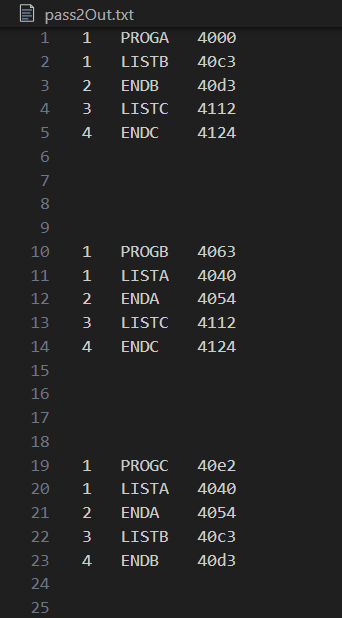 pass2Out.txt
1 1 PROGA 4000
2 1 LISTB 40c3
3 2 ENDB 40d3
4 3 LISTC 4112
5 4 ENDC 4124
6
7
8
9
10 1 PROGB 4063
11 1 LISTA 4040
12 2 ENDA 4054
13 3 LISTC 4112
14 4 ENDC 4124
15
16
17
18
19 1 PROGC 40e2
20 1 LISTA 4040
21 2 ENDA 4054
22 3 LISTB 40c3
23 4 ENDB 40d3
24
25